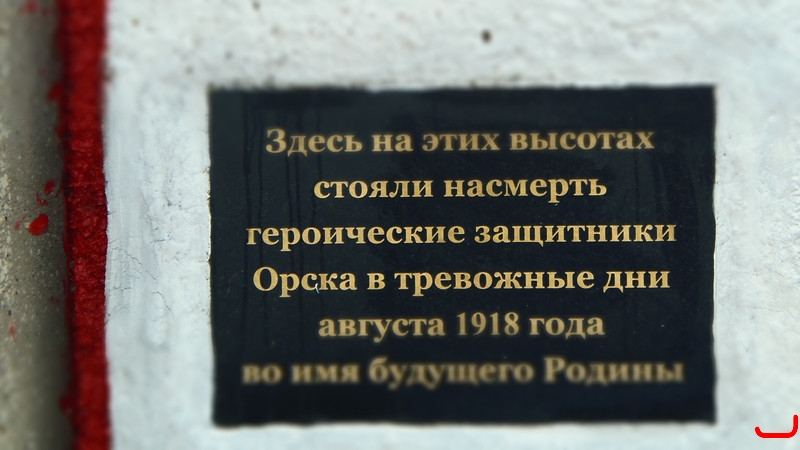 Здесь на этих высотах
стояли насмерть
героические защитники
Орска в тревожные дни
августа 1918 года
во имя будущего Родины